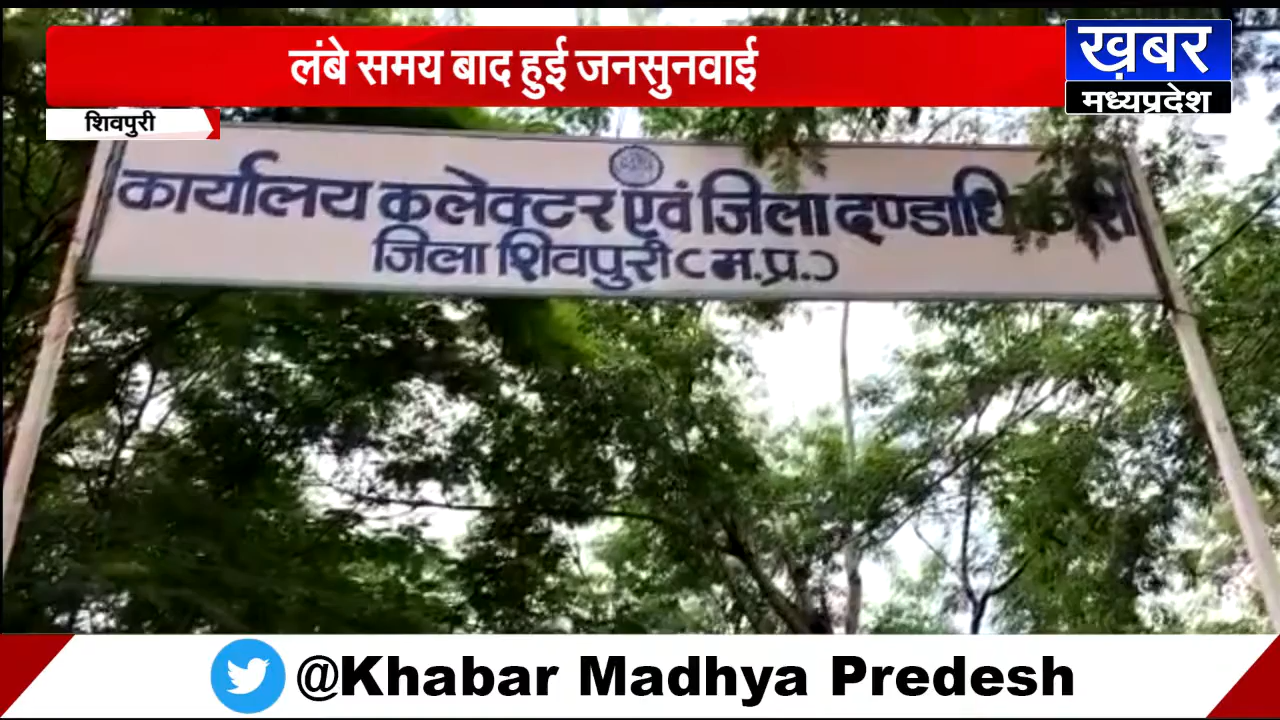 लंबे समय बाद हुई जनसुनवाई
ख़बर
मध्यप्रदेश
शिवपुरी
कार्यालय कलेक्टर एवं जिला दण्डाधिकारी
जिला शिवपुरी (म.प्र.)
@Khabar Madhya Predesh